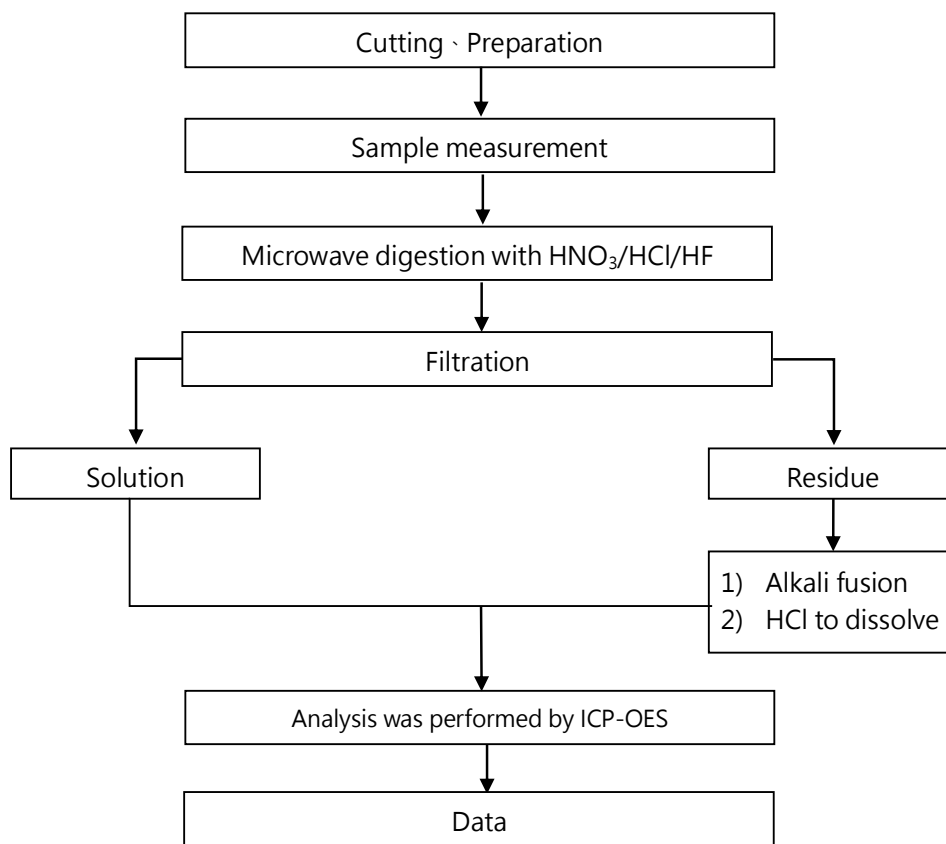 Cutting、Preparation
Sample measurement
Microwave digestion with HNO₃/HCl/HF
Filtration
Solution
Residue
1) Alkali fusion
2) HCl to dissolve
Analysis was performed by ICP-OES
Data